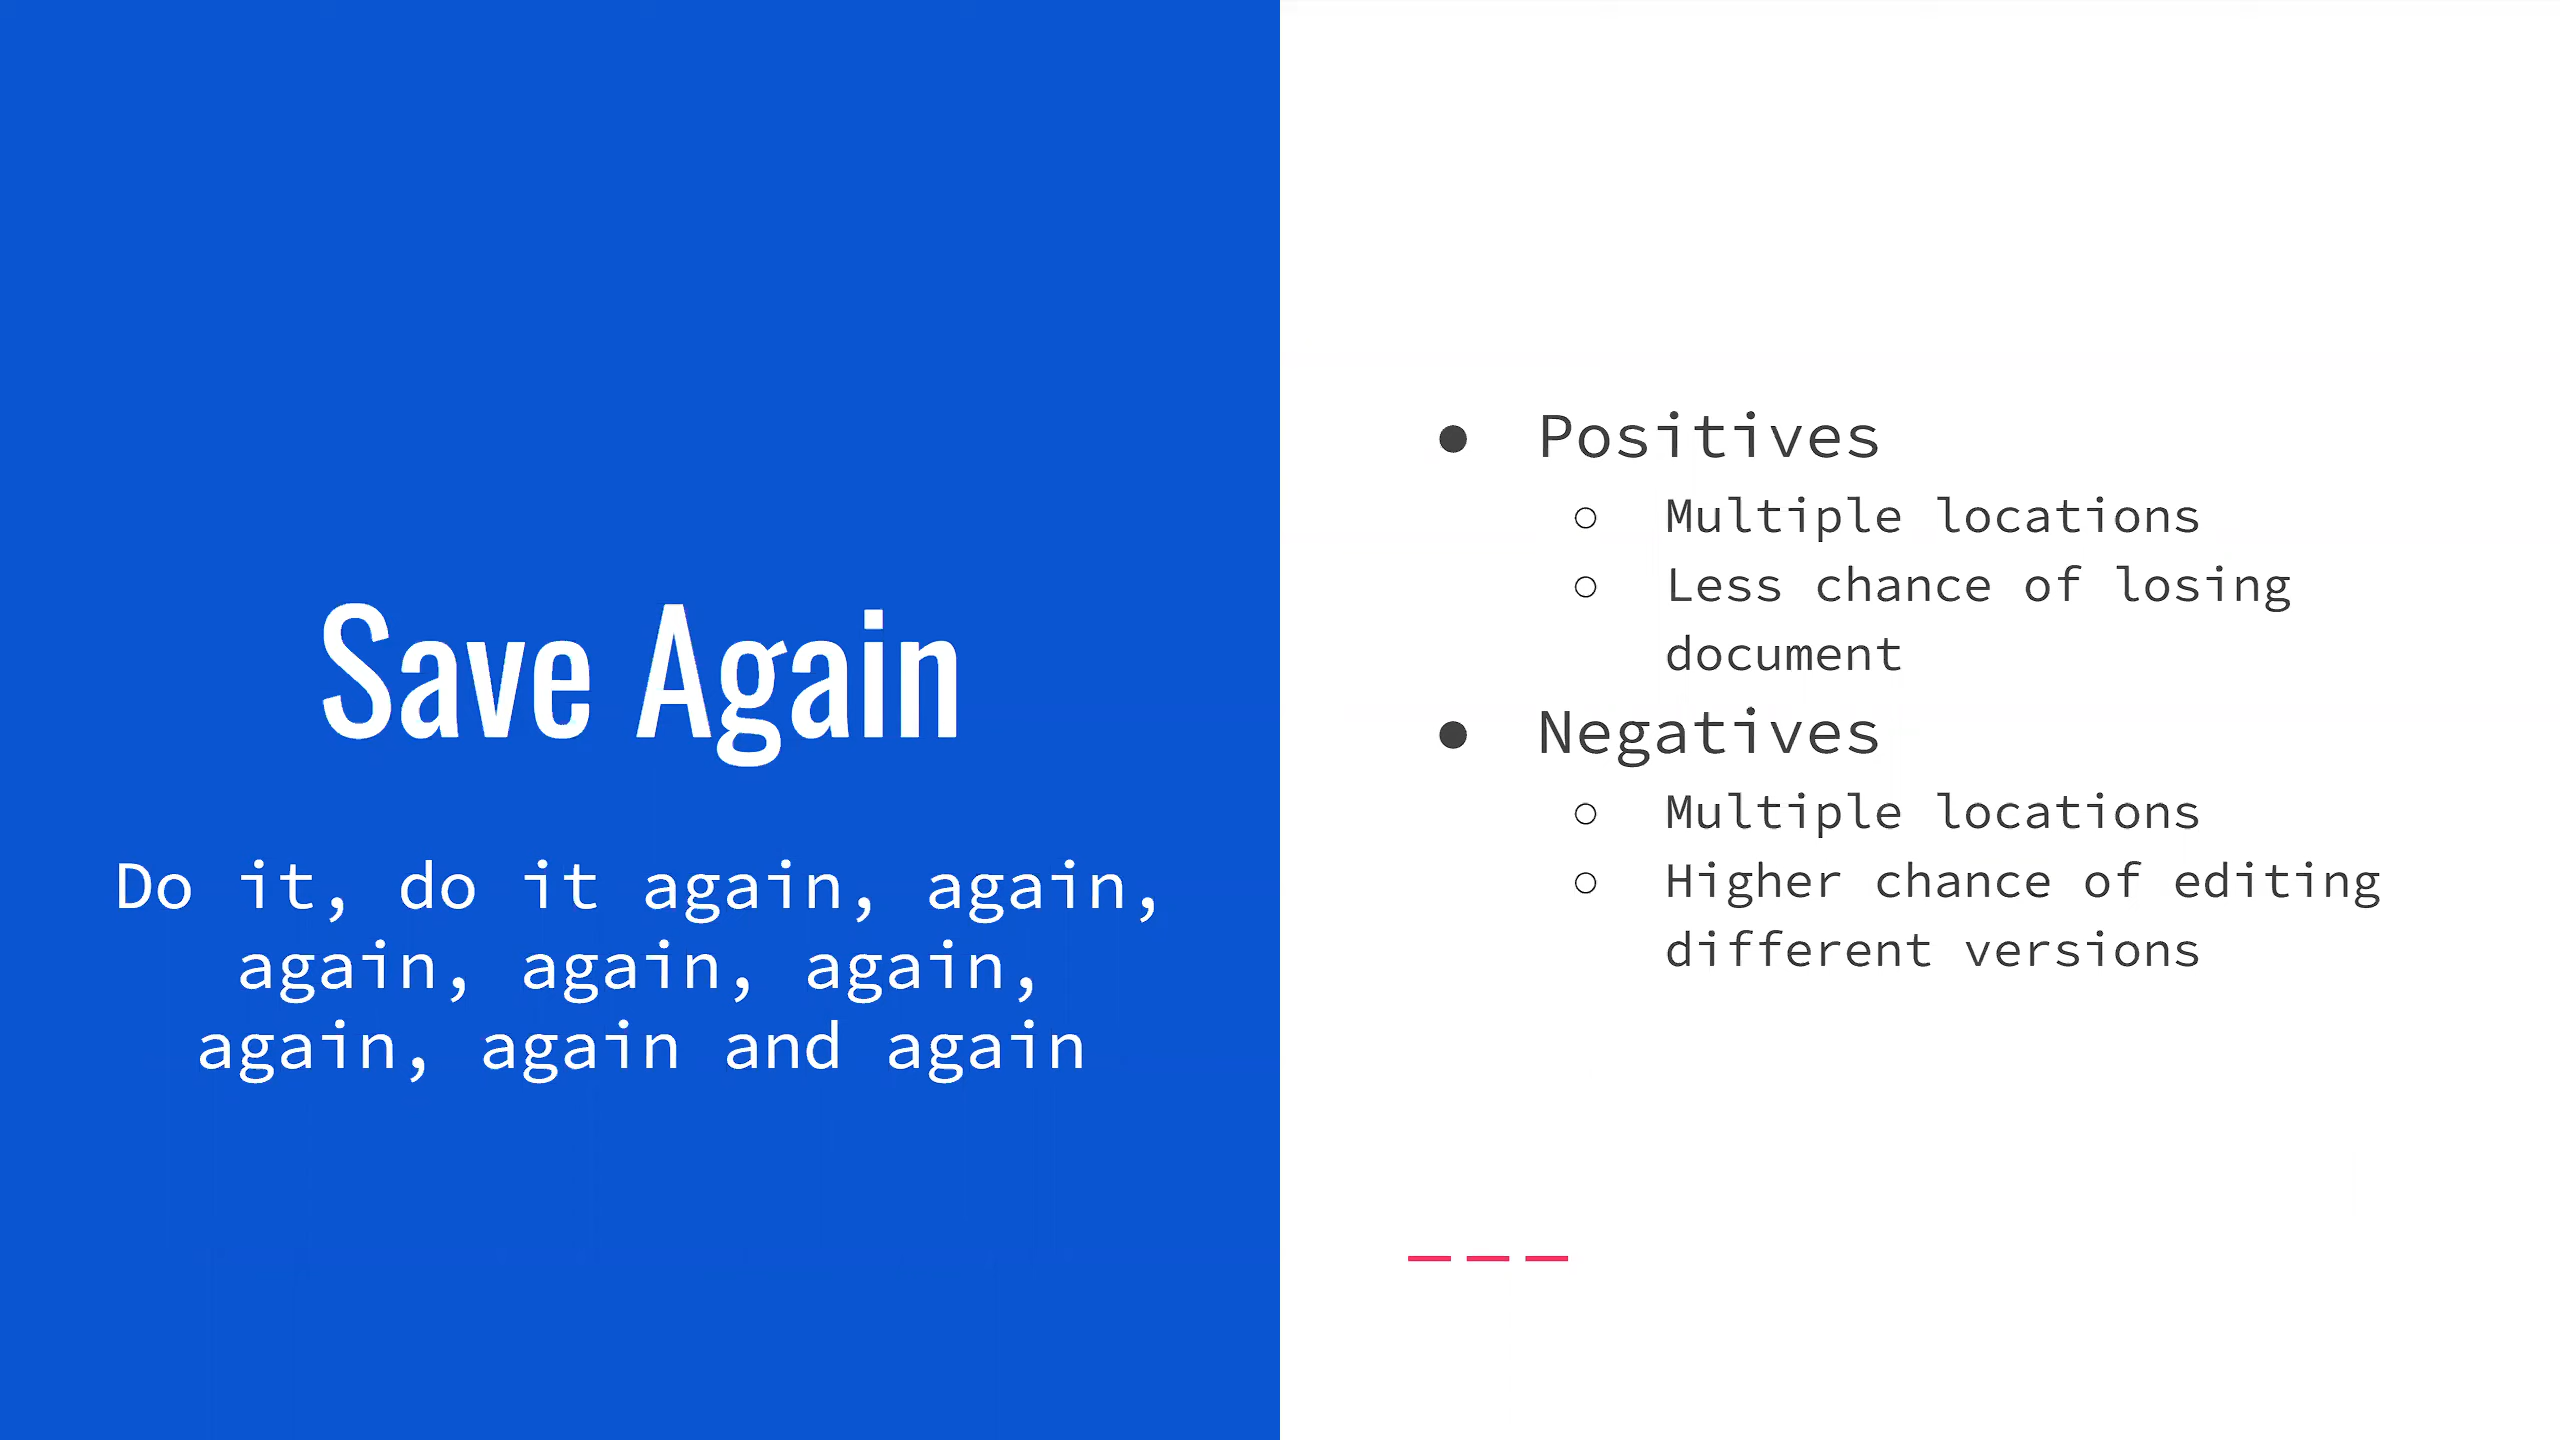 Save Again
Do it, do it again, again,
again, again, again,
again, again and again
● Positives
○ Multiple locations
○ Less chance of losing
document
● Negatives
○ Multiple locations
○ Higher chance of editing
different versions